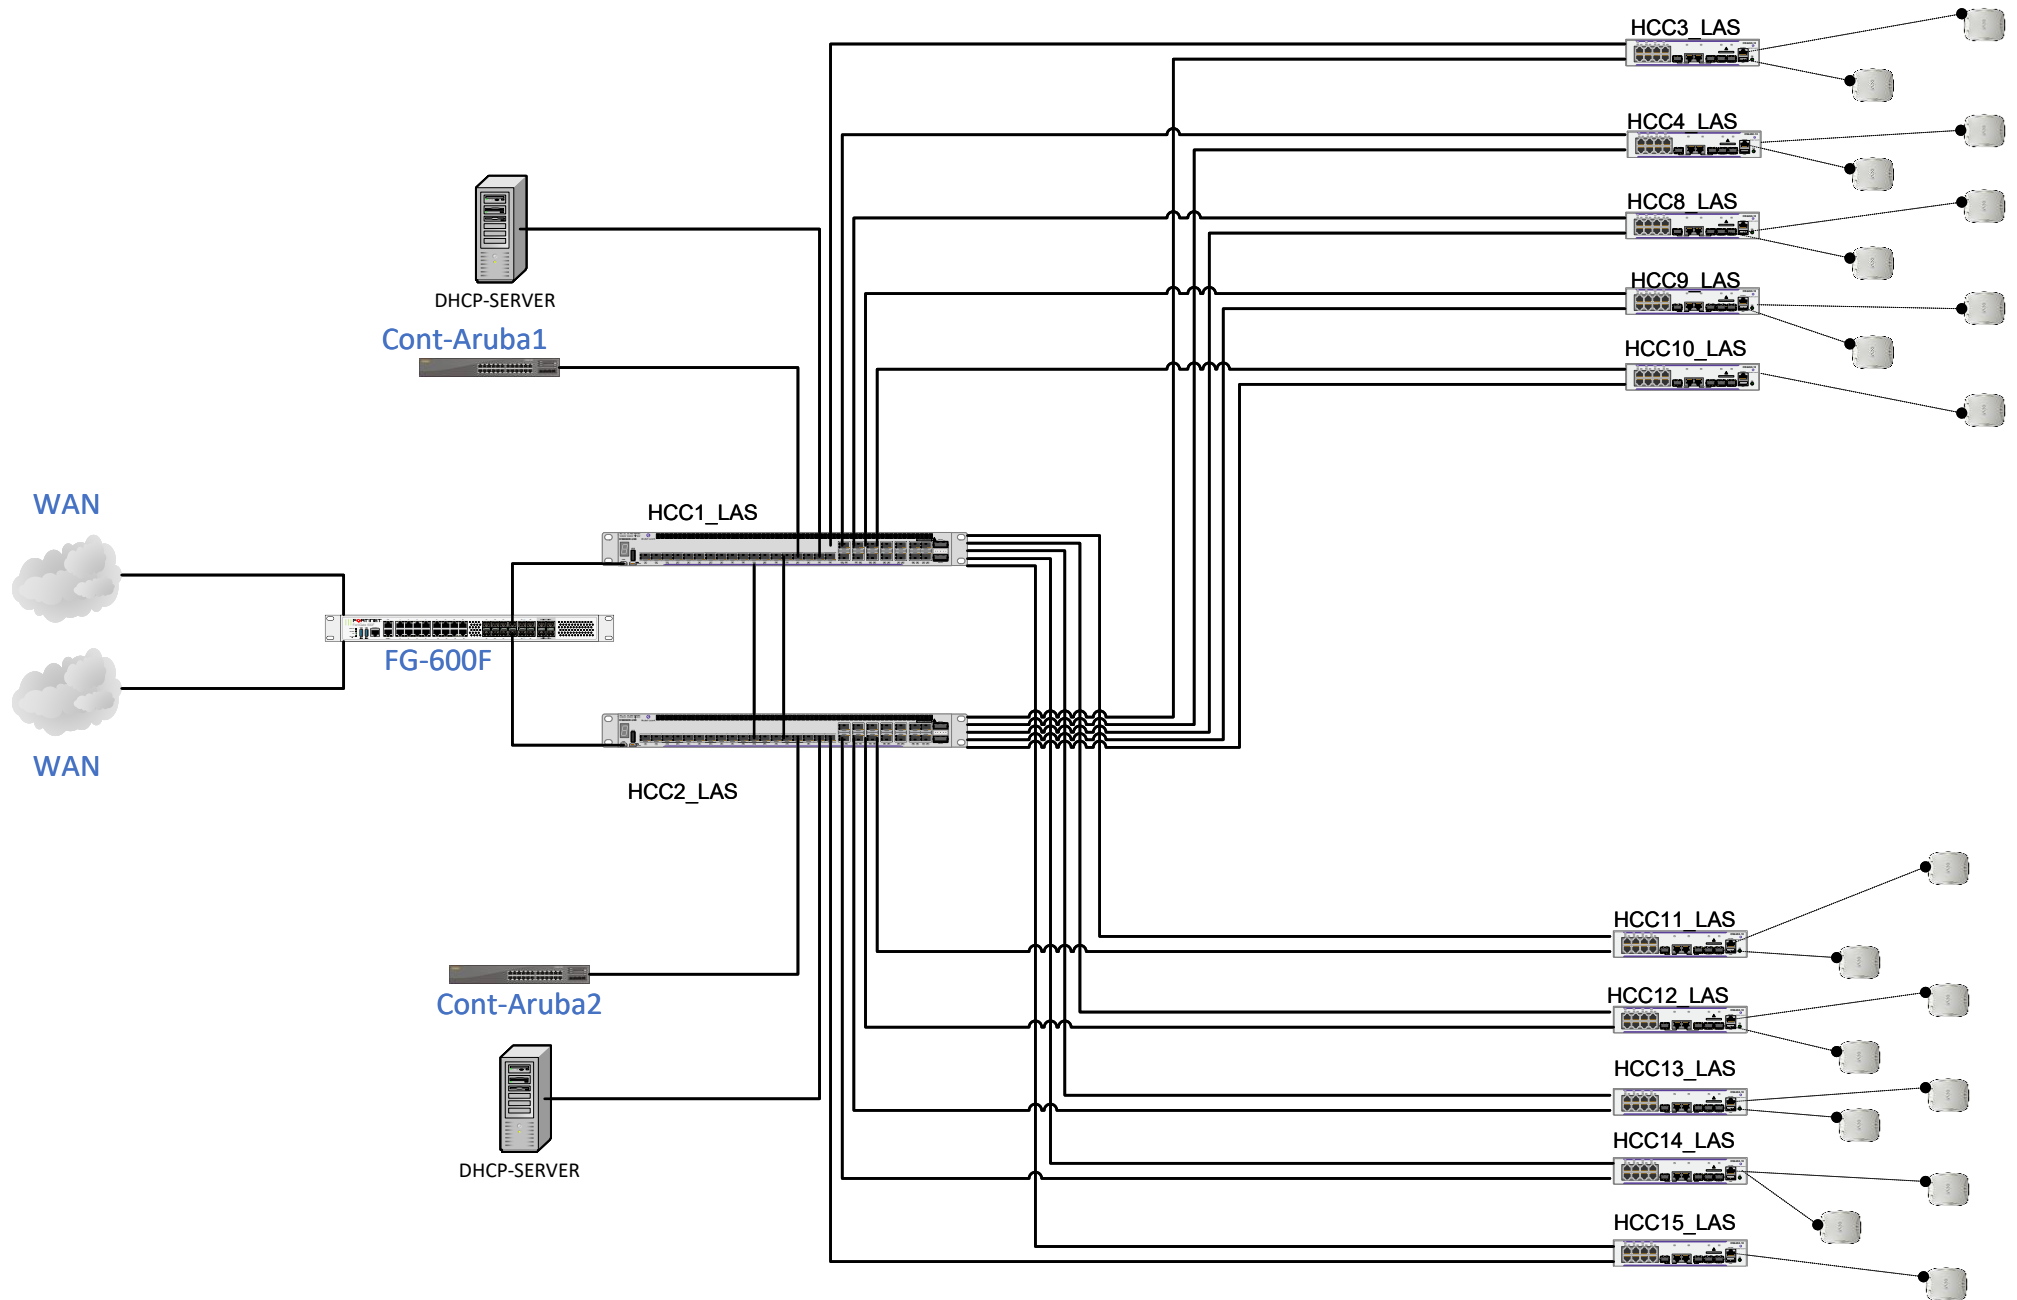 HCC3_LAS
HCC4_LAS
HCC8_LAS
HCC9_LAS
HCC10_LAS
DHCP-SERVER
Cont-Aruba1
HCC1_LAS
WAN
FORTINET
FG-600F
WAN
HCC2_LAS
Cont-Aruba2
DHCP-SERVER
HCC11_LAS
HCC12_LAS
HCC13_LAS
HCC14_LAS
HCC15_LAS